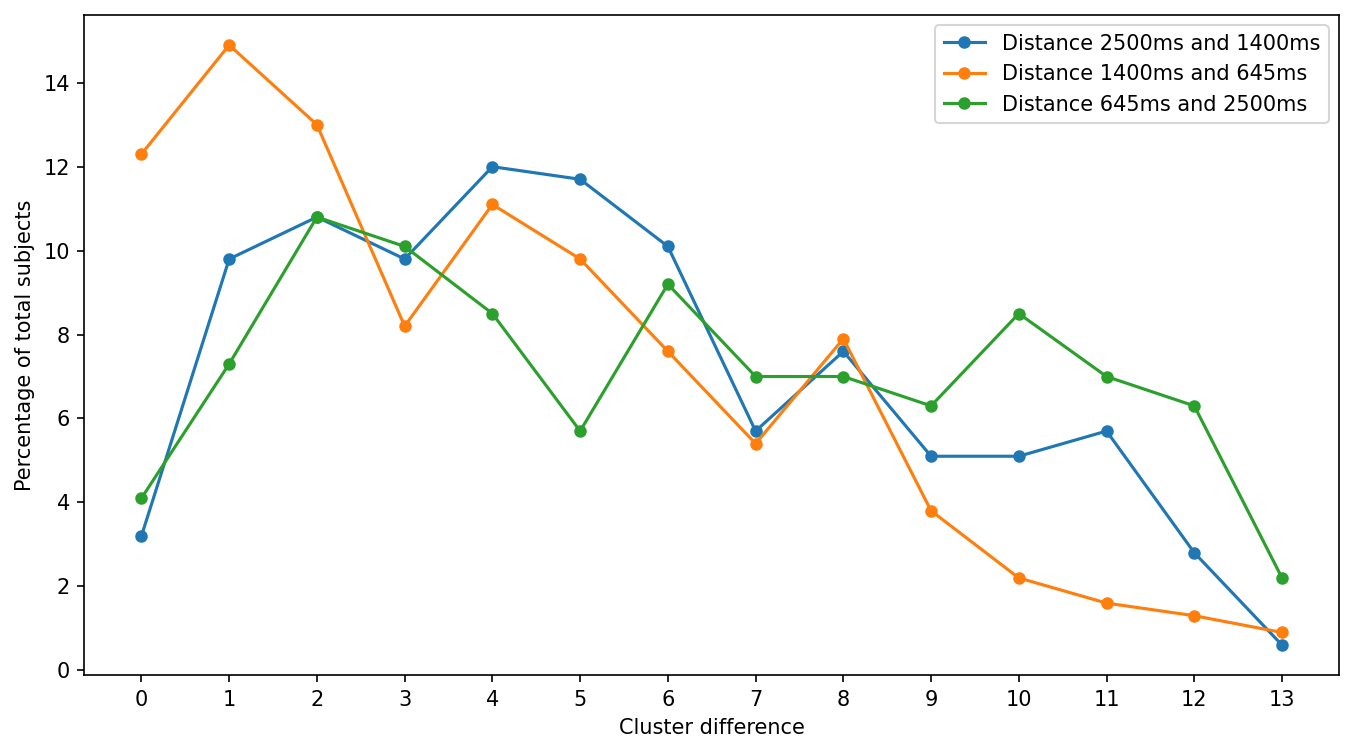 Distance 2500ms and 1400ms
Distance 1400ms and 645ms
Distance 645ms and 2500ms
Percentage of total subjects
14
12
10
8
6
4
2
0
0 1 2 3 4 5 6 7 8 9 10 11 12 13
Cluster difference